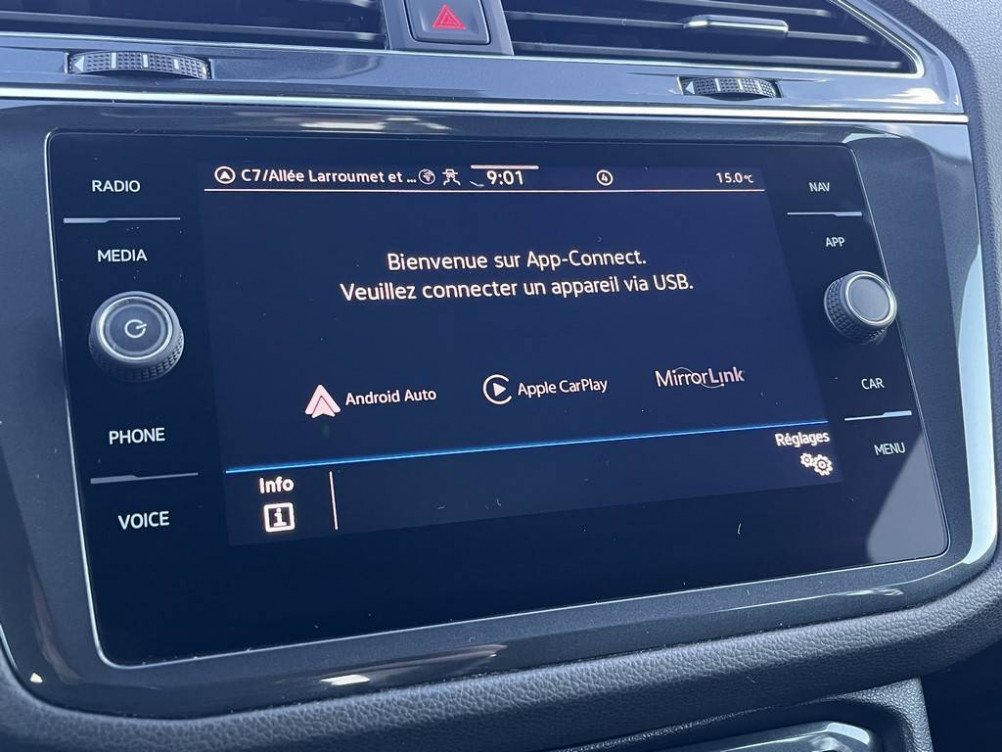 RADIO
MEDIA
PHONE
VOICE
C7/Allée Larroumet et ...
9:01
4
15.0°C
Bienvenue sur App-Connect.
Veuillez connecter un appareil via USB.
Android Auto
Apple CarPlay
MirrorLink
Réglages
Info
i
NAV
APP
CAR
MENU